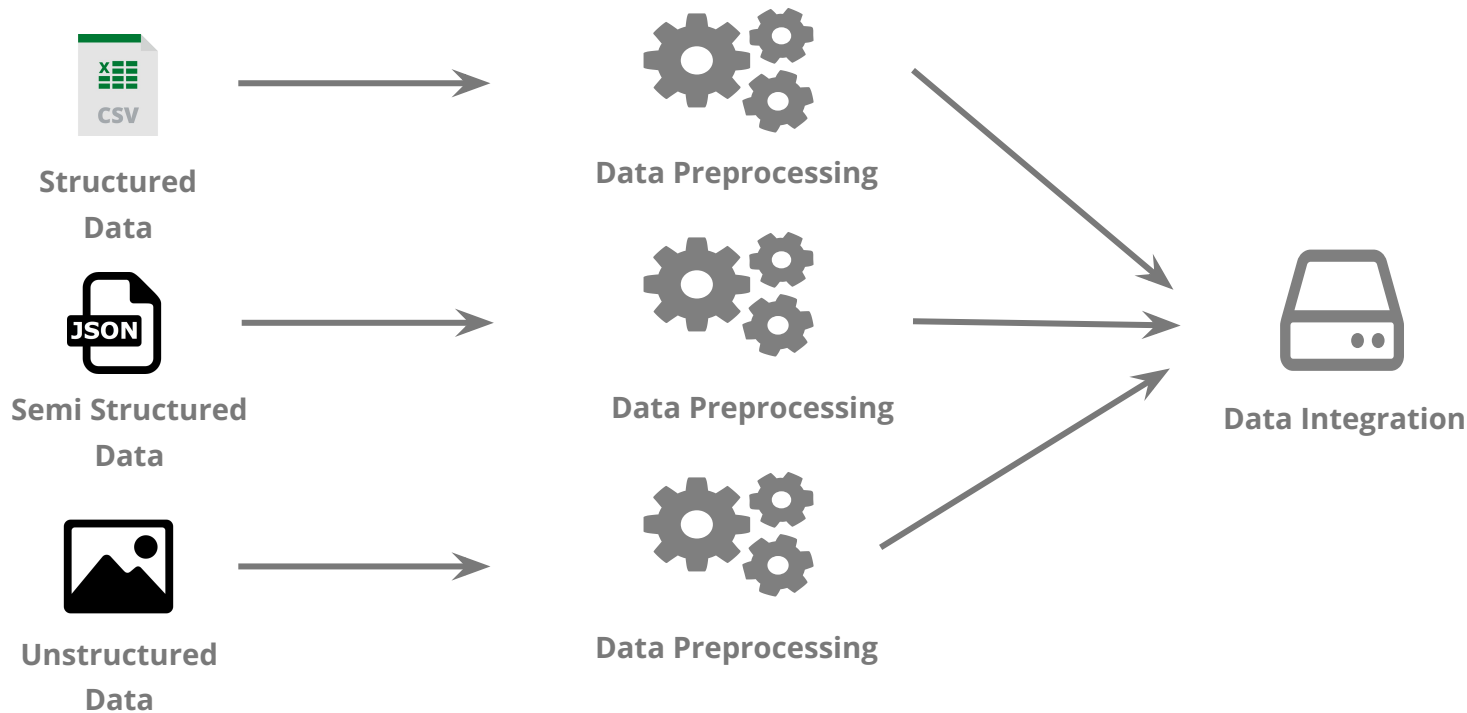 CSV
Structured
Data
Data Preprocessing
JSON
Semi Structured
Data
Data Preprocessing
Data Integration
Unstructured
Data
Data Preprocessing